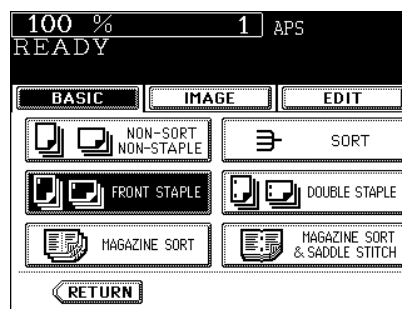 100 % 1 APS
READY
BASIC IMAGE EDIT
NON-SORT
NON-STAPLE
SORT
FRONT STAPLE
DOUBLE STAPLE
MAGAZINE SORT
MAGAZINE SORT
& SADDLE STITCH
RETURN